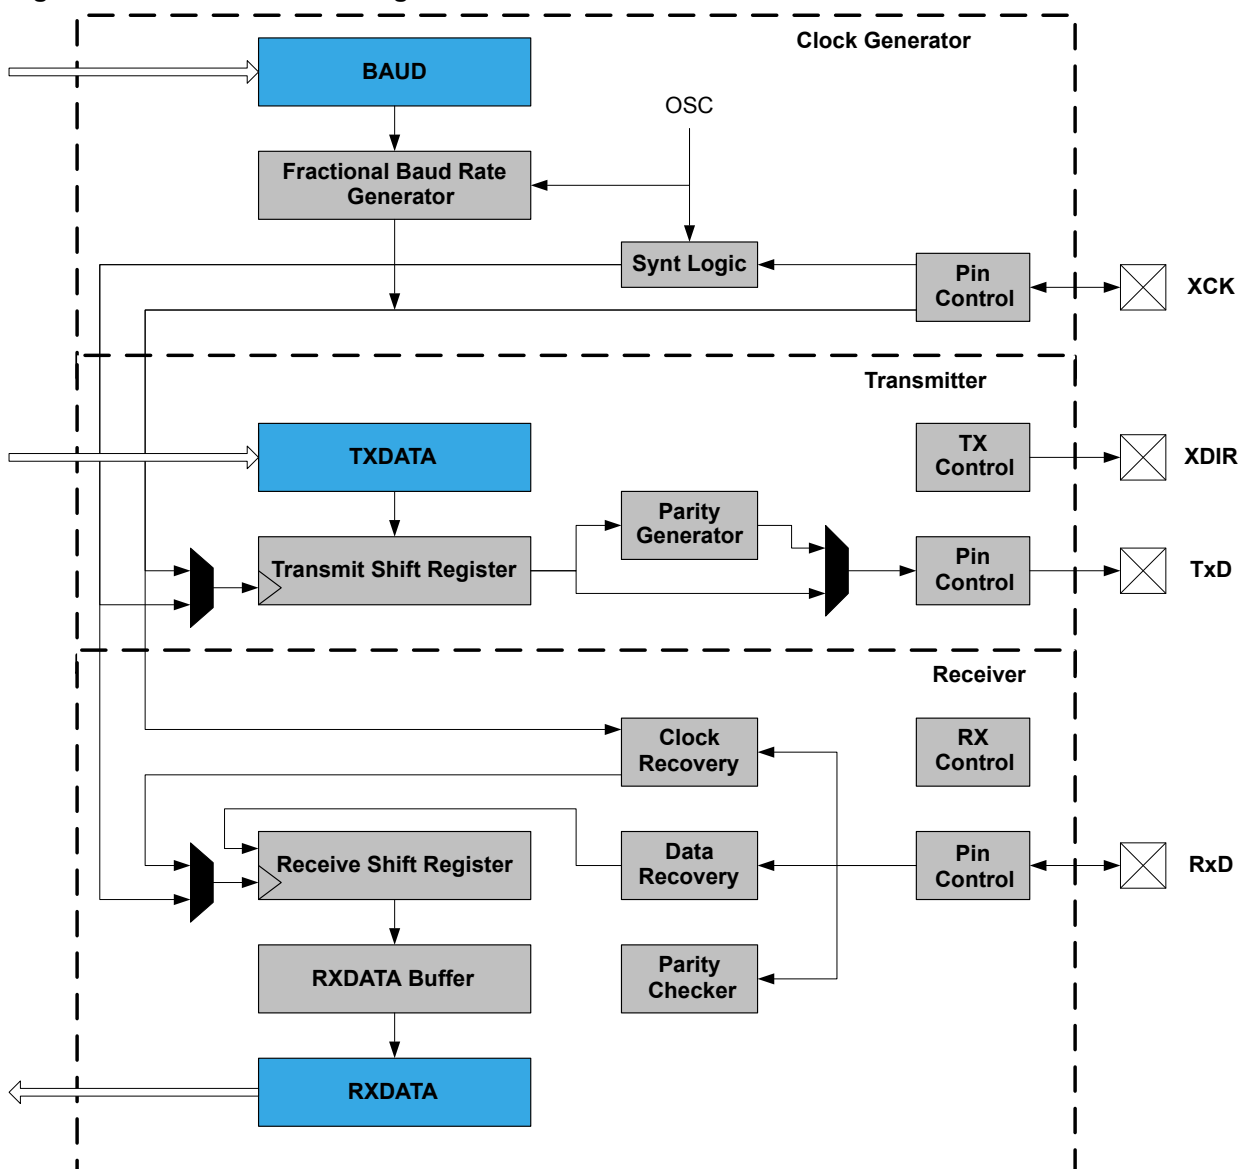 Clock Generator
BAUD
OSC
Fractional Baud Rate
Generator
Synt Logic
Pin
Control
XCK
Transmitter
TXDATA
TX
Control
XDIR
Parity
Generator
Transmit Shift Register
Pin
Control
TxD
Receiver
Clock
Recovery
RX
Control
Receive Shift Register
Data
Recovery
Pin
Control
RxD
RXDATA Buffer
Parity
Checker
RXDATA